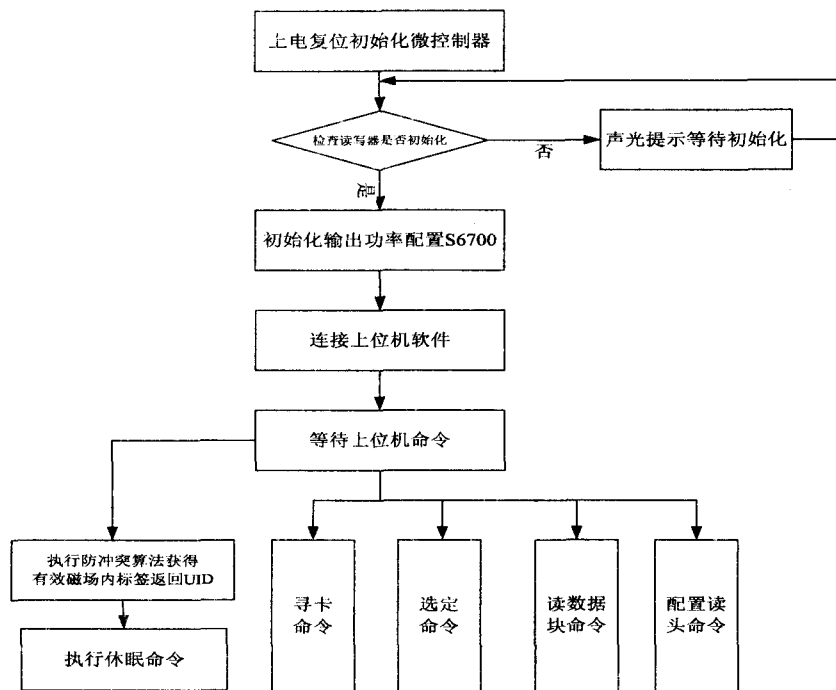 上电复位初始化微控制器
检查读写器是否初始化
否
声光提示等待初始化
是
初始化输出功率配置S6700
连接上位机软件
等待上位机命令
执行防冲突算法获得
有效磁场内标签返回UID
执行休眠命令
寻卡
命令
选定
命令
读数据
块命令
配置读
头命令